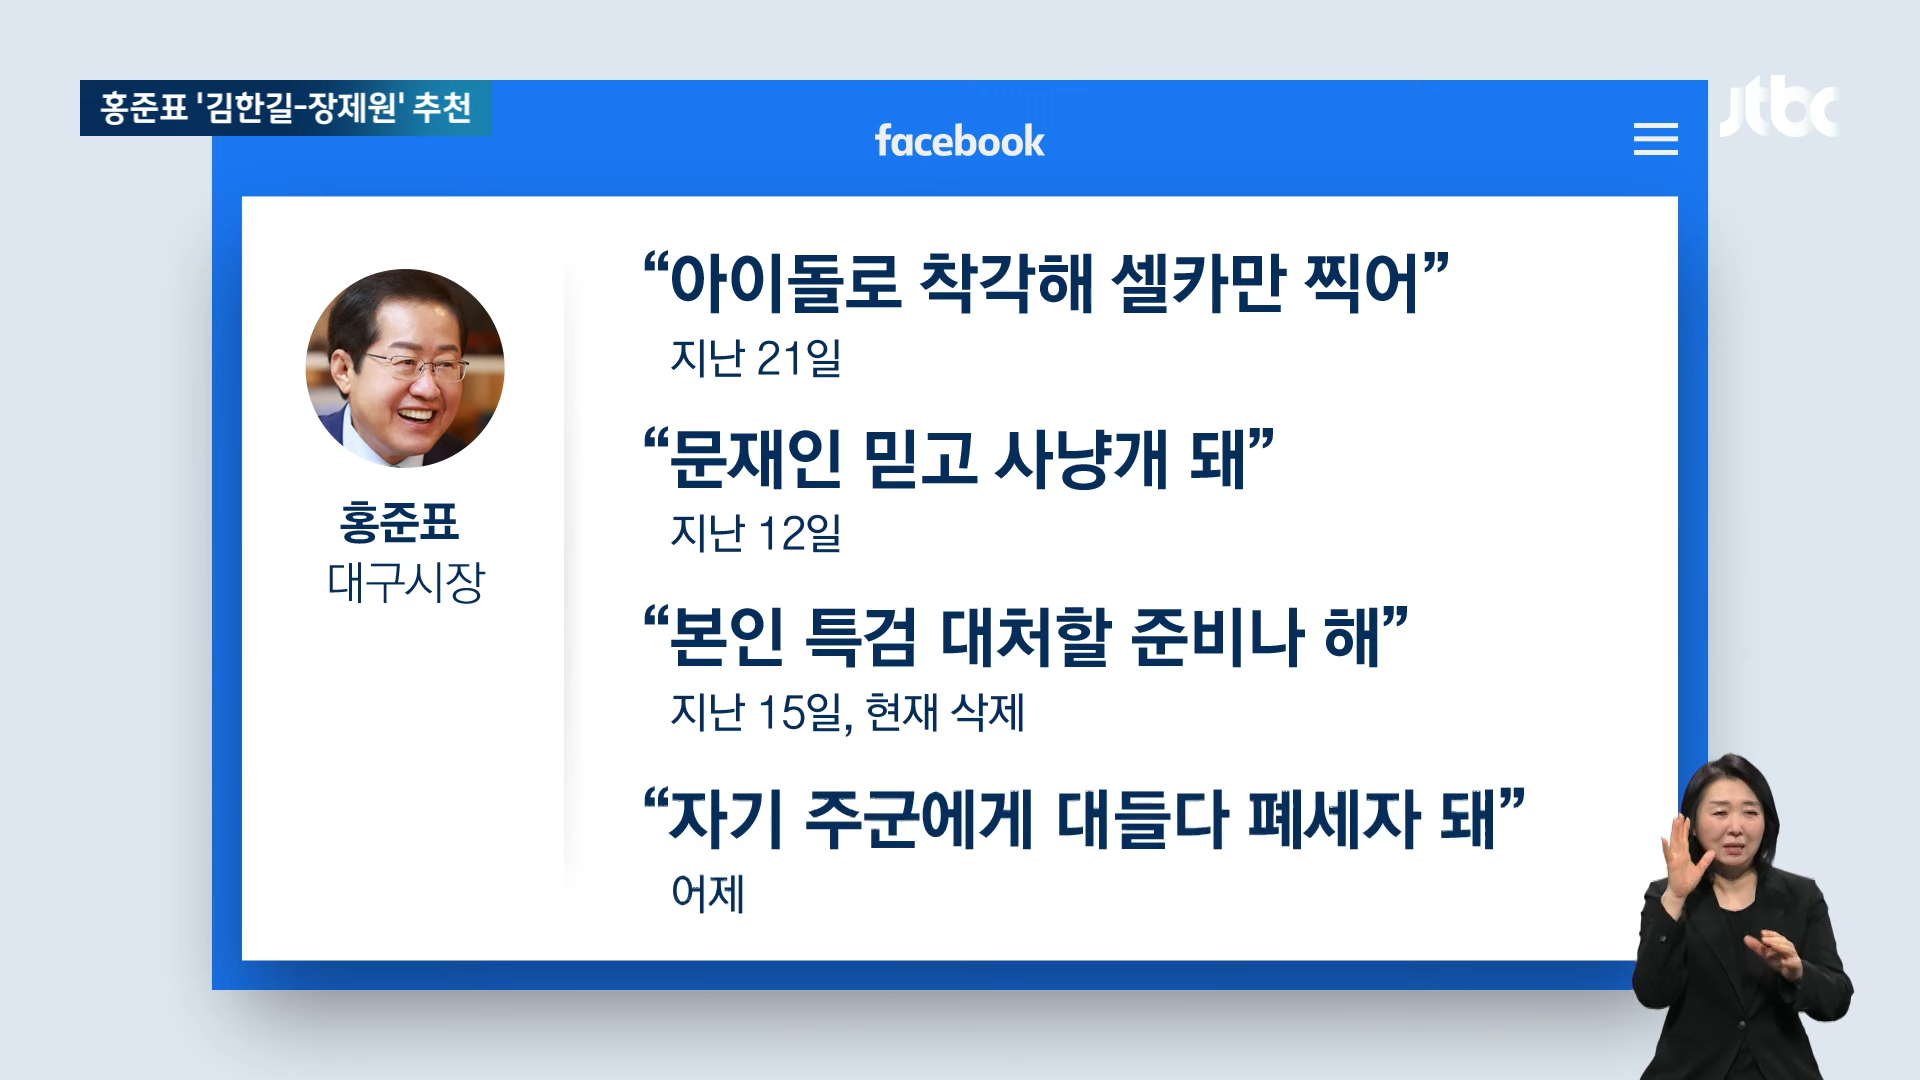 홍준표 '김한길-장제원' 추천
jtbc
facebook
홍준표
대구시장
“아이돌로 착각해 셀카만 찍어”
지난 21일
“문재인 믿고 사냥개 돼”
지난 12일
“본인 특검 대처할 준비나 해”
지난 15일, 현재 삭제
“자기 주군에게 대들다 폐세자 돼”
어제